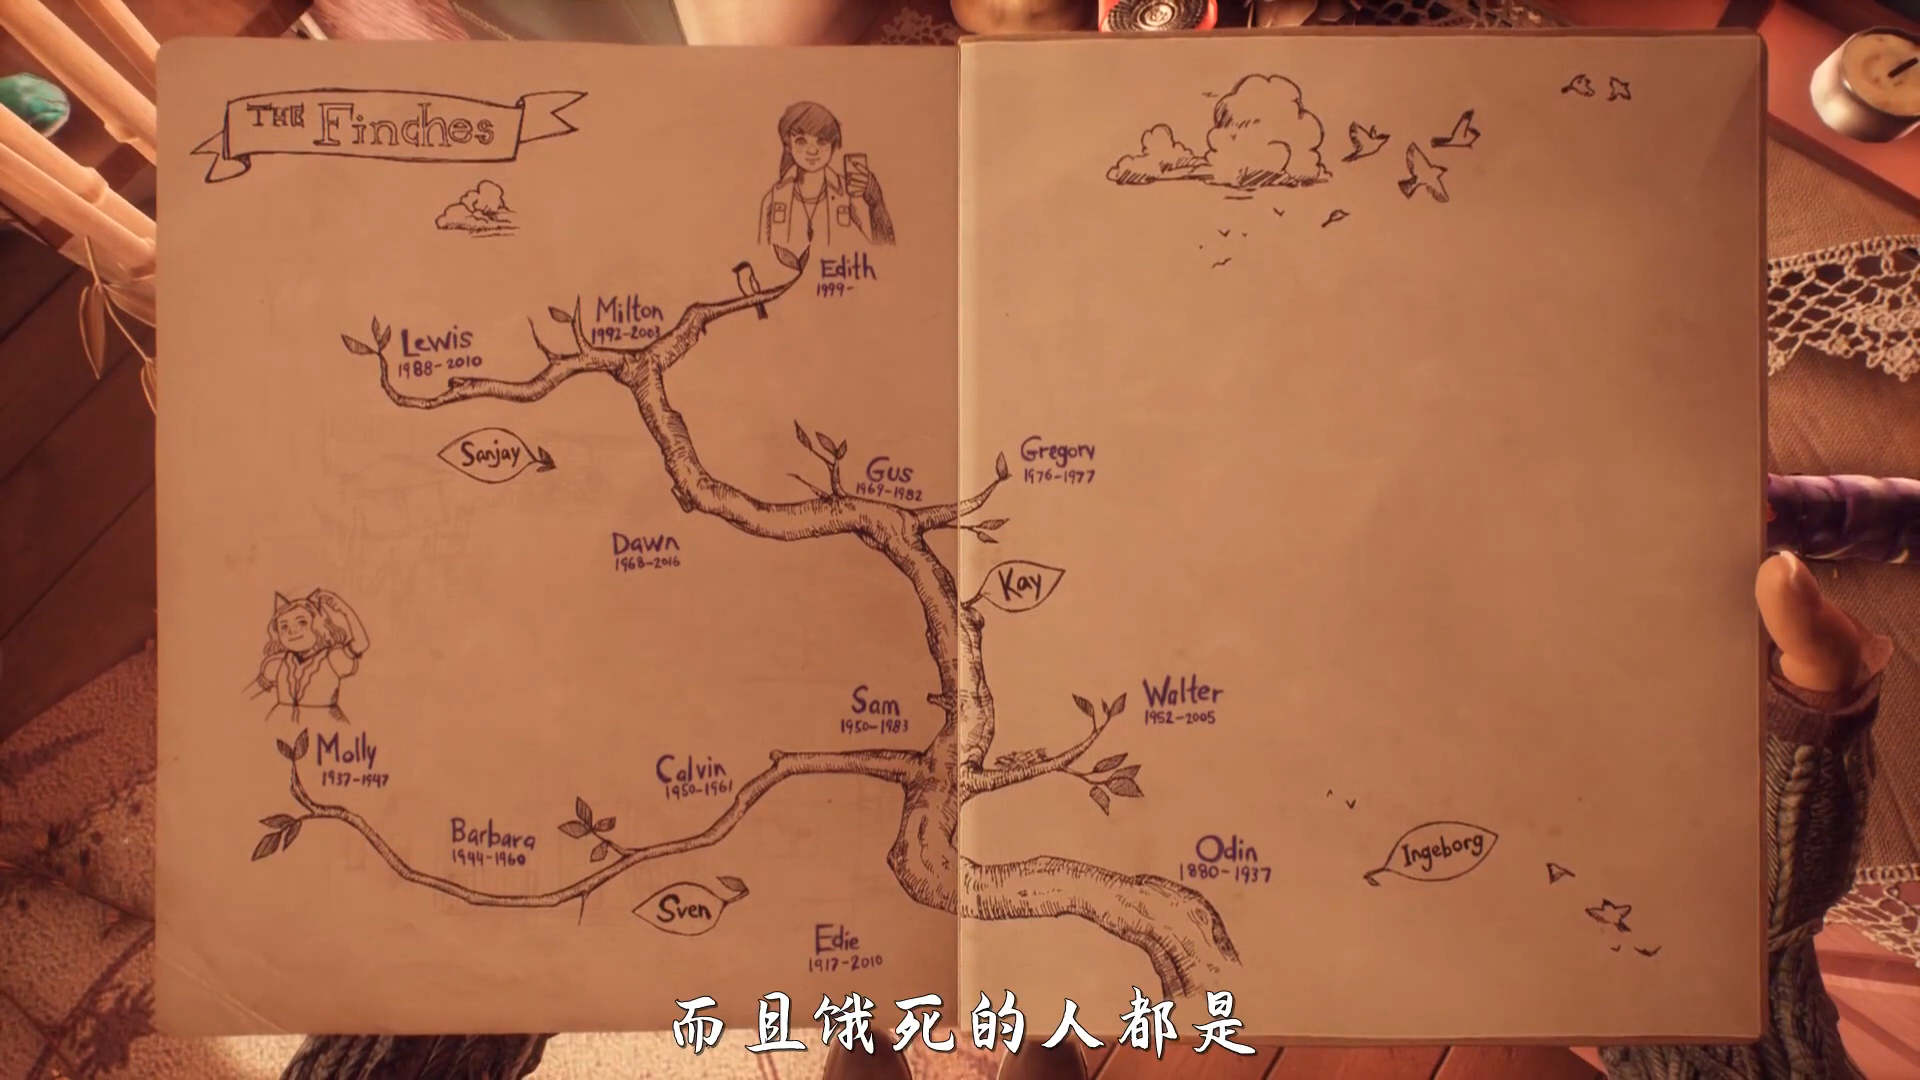 THE Finches
Edith
1999-
Milton
1992-2003
Lewis
1988-2010
Sanjay
Gregory
1976-1977
Gus
1969-1982
Dawn
1968-2016
Kay
Walter
1952-2005
Sam
1950-1983
Molly
1937-1947
Calvin
1950-1961
Barbara
1944-1960
Odin
1880-1937
Ingeborg
Sven
Edie
1917-2010
而且饿死的人都是